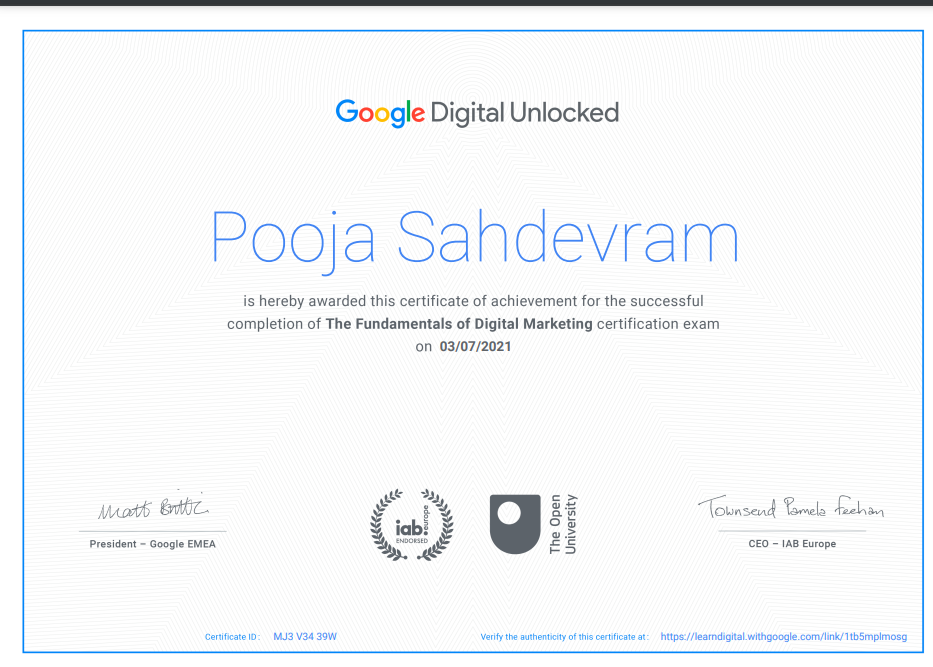 Google Digital Unlocked
Pooja Sahdevram
is hereby awarded this certificate of achievement for the successful
completion of The Fundamentals of Digital Marketing certification exam
on 03/07/2021
Matt Brittin
President – Google EMEA
iab.europe
ENDORSED
The Open
University
Townsend Pamela Feehan
CEO – IAB Europe
Certificate ID : MJ3 V34 39W
Verify the authenticity of this certificate at : https://learndigital.withgoogle.com/link/1tb5mplmosg